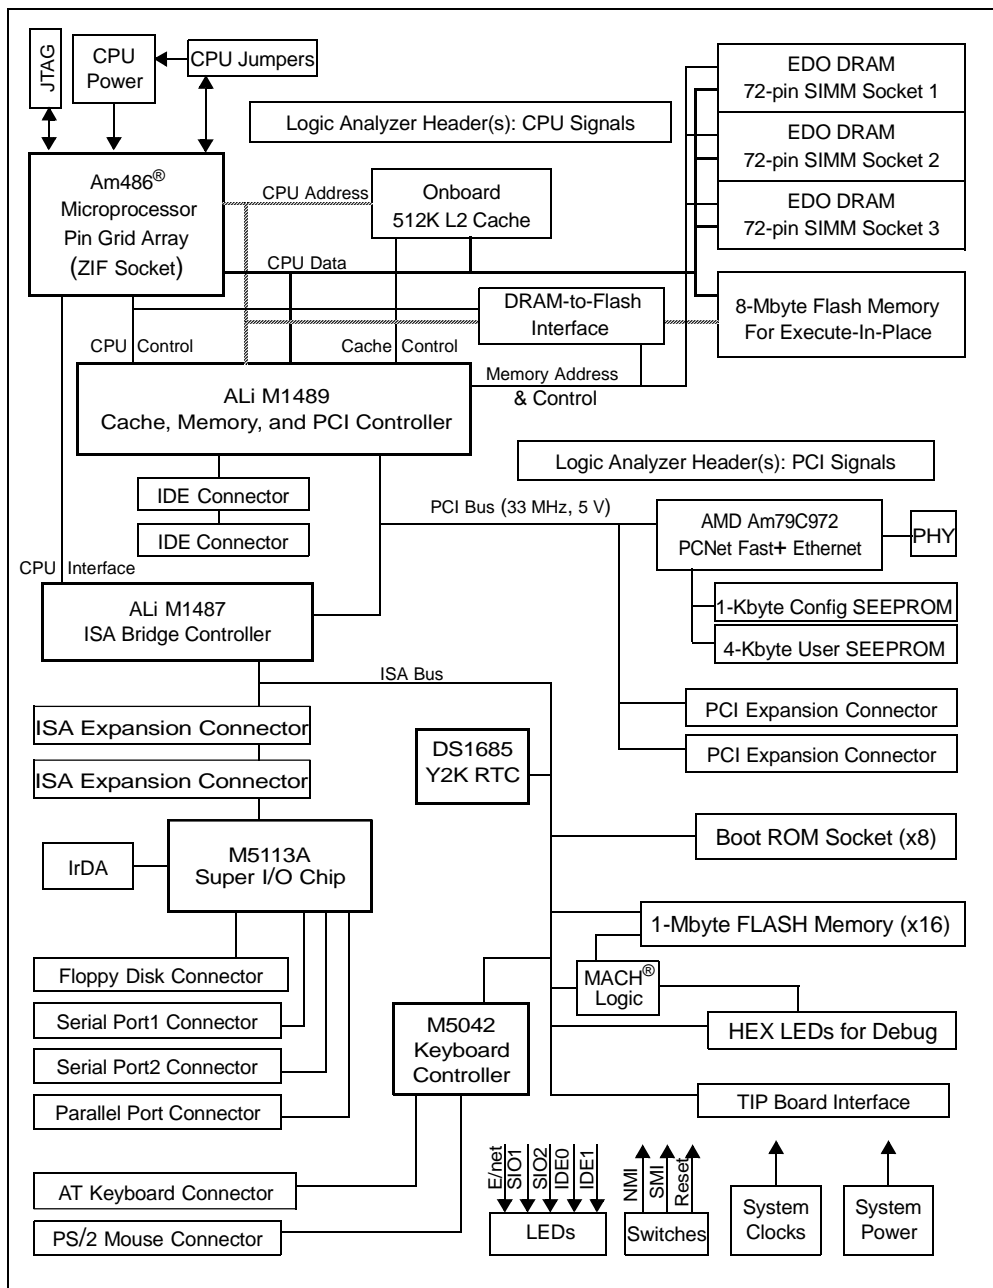 JTAG
CPU
Power
CPU Jumpers
EDO DRAM
72-pin SIMM Socket 1
Logic Analyzer Header(s): CPU Signals
EDO DRAM
72-pin SIMM Socket 2
Am486®
Microprocessor
Pin Grid Array
(ZIF Socket)
CPU Address
Onboard
512K L2 Cache
EDO DRAM
72-pin SIMM Socket 3
CPU Data
DRAM-to-Flash
Interface
8-Mbyte Flash Memory
For Execute-In-Place
CPU Control
Cache Control
ALi M1489
Cache, Memory, and PCI Controller
Memory Address
& Control
Logic Analyzer Header(s): PCI Signals
IDE Connector
IDE Connector
PCI Bus (33 MHz, 5 V)
AMD Am79C972
PCNet Fast+ Ethernet
PHY
CPU Interface
ALi M1487
ISA Bridge Controller
1-Kbyte Config SEEPROM
4-Kbyte User SEEPROM
ISA Bus
ISA Expansion Connector
PCI Expansion Connector
DS1685
Y2K RTC
PCI Expansion Connector
ISA Expansion Connector
M5113A
Super I/O Chip
IrDA
Boot ROM Socket (x8)
1-Mbyte FLASH Memory (x16)
Floppy Disk Connector
MACH®
Logic
Serial Port1 Connector
M5042
Keyboard
Controller
HEX LEDs for Debug
Serial Port2 Connector
Parallel Port Connector
TIP Board Interface
AT Keyboard Connector
PS/2 Mouse Connector
E/net
SIO1
SIO2
IDE0
IDE1
LEDs
NMI
SMI
Reset
Switches
System
Clocks
System
Power